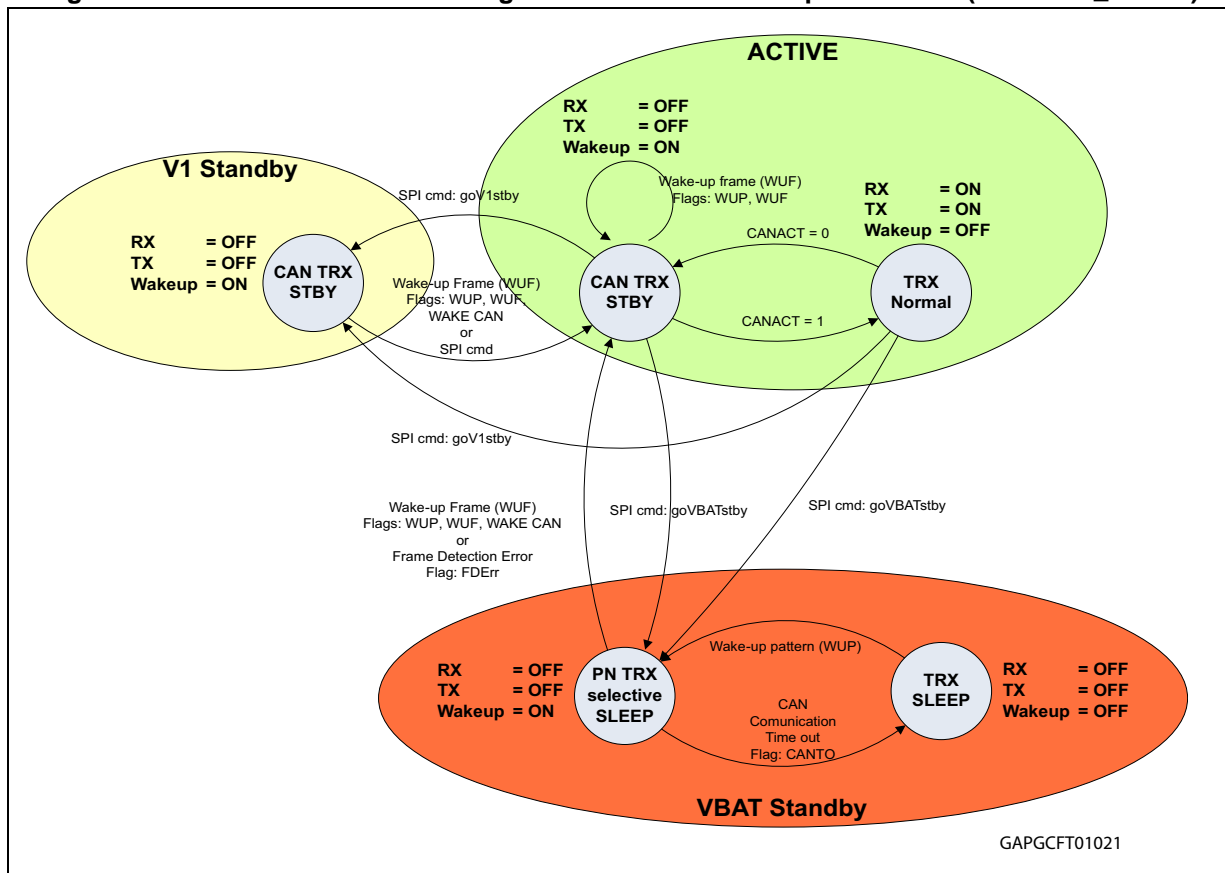 ACTIVE
RX = OFF
TX = OFF
Wakeup = ON
V1 Standby
SPI cmd: goV1stby
Wake-up frame (WUF)
Flags: WUP, WUF
RX = ON
TX = ON
Wakeup = OFF
RX = OFF
TX = OFF
Wakeup = ON
CAN TRX
STBY
Wake-up Frame (WUF)
Flags: WUP, WUF,
WAKE CAN
or
SPI cmd
CAN TRX
STBY
CANACT = 0
TRX
Normal
CANACT = 1
SPI cmd: goV1stby
Wake-up Frame (WUF)
Flags: WUP, WUF, WAKE CAN
or
Frame Detection Error
Flag: FDErr
SPI cmd: goVBATstby
SPI cmd: goVBATstby
RX = OFF
TX = OFF
Wakeup = ON
PN TRX
selective
SLEEP
Wake-up pattern (WUP)
CAN
Comunication
Time out
Flag: CANTO
TRX
SLEEP
RX = OFF
TX = OFF
Wakeup = OFF
VBAT Standby
GAPGCFT01021